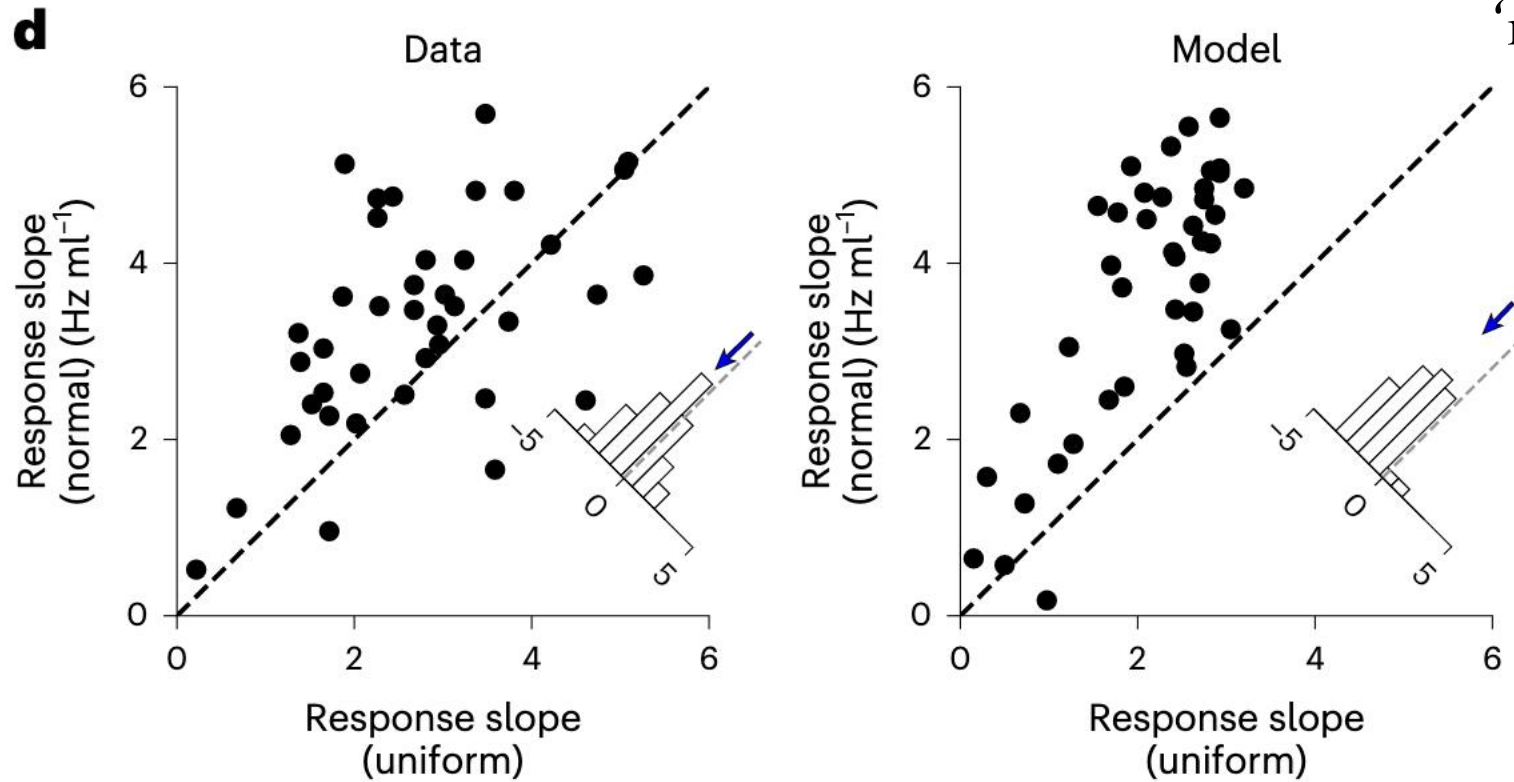 d
Data
Response slope
(normal) (Hz ml⁻¹)
6
4
2
0
0
2
4
6
−5
0
5
Response slope
(uniform)
Model
Response slope
(normal) (Hz ml⁻¹)
6
4
2
0
0
2
4
6
−5
0
5
Response slope
(uniform)